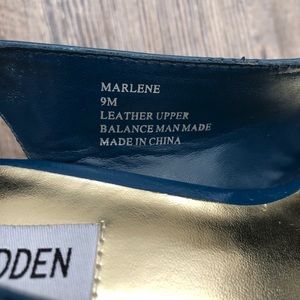 MARLENE
9M
LEATHER UPPER
BALANCE MAN MADE
MADE IN CHINA
DDEN